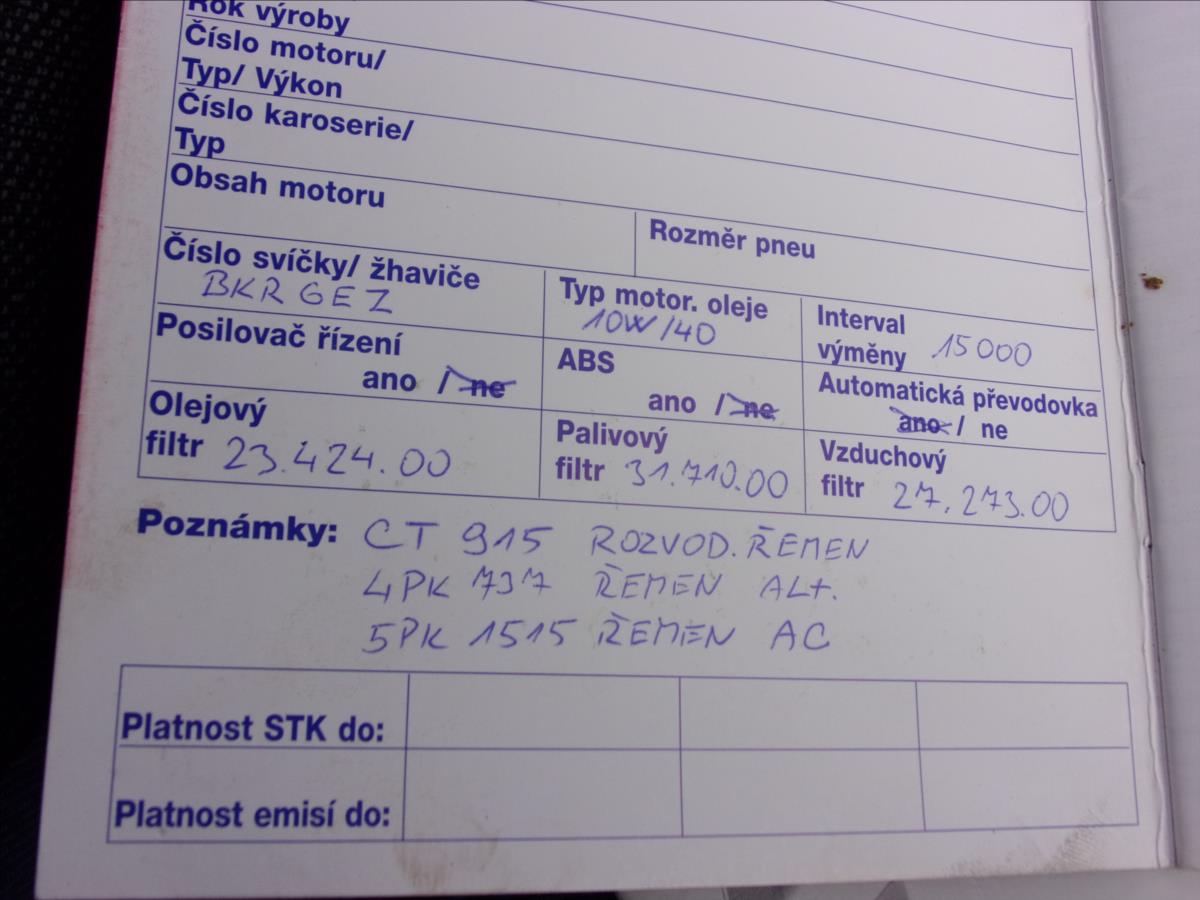 Rok výroby
Číslo motoru/
Typ/ Výkon
Číslo karoserie/
Typ
Obsah motoru
Rozměr pneu
Číslo svíčky/ žhaviče
BKR6EZ
Typ motor. oleje
10W/40
Interval
výměny 15000
Posilovač řízení
ano / ne
ABS
ano / ne
Automatická převodovka
ano / ne
Olejový
filtr 23.424.00
Palivový
filtr 31.710.00
Vzduchový
filtr 27.273.00
Poznámky: CT 915 ROZVOD. ŘEMEN
4PK 737 ŘEMEN ALT.
5PK 1515 ŘEMEN AC
Platnost STK do:
Platnost emisí do: